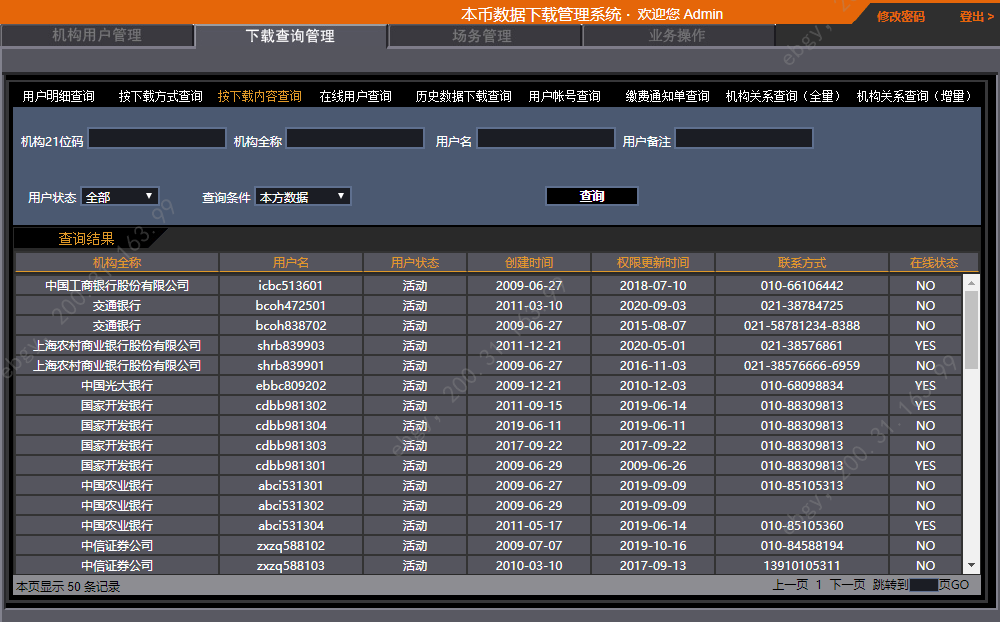 本币数据下载管理系统 · 欢迎您 Admin 修改密码 登出 >
机构用户管理 下载查询管理 场务管理 业务操作
用户明细查询 按下载方式查询 按下载内容查询 在线用户查询 历史数据下载查询 用户帐号查询 缴费通知单查询 机构关系查询（全量） 机构关系查询（增量）
机构21位码 机构全称 用户名 用户备注
用户状态 全部 查询条件 本方数据 查询
查询结果
机构全称 用户名 用户状态 创建时间 权限更新时间 联系方式 在线状态
中国工商银行股份有限公司 icbc513601 活动 2009-06-27 2018-07-10 010-66106442 NO
交通银行 bcoh472501 活动 2011-03-10 2020-09-03 021-38784725 NO
交通银行 bcoh838702 活动 2009-06-27 2015-08-07 021-58781234-8388 NO
上海农村商业银行股份有限公司 shrb839903 活动 2011-12-21 2020-05-01 021-38576861 YES
上海农村商业银行股份有限公司 shrb839901 活动 2009-06-27 2016-11-03 021-38576666-6959 NO
中国光大银行 ebbc809202 活动 2009-12-21 2010-12-03 010-68098834 YES
国家开发银行 cdbb981302 活动 2011-09-15 2019-06-14 010-88309813 YES
国家开发银行 cdbb981304 活动 2019-06-11 2019-06-11 010-88309813 NO
国家开发银行 cdbb981303 活动 2017-09-22 2017-09-22 010-88309813 NO
国家开发银行 cdbb981301 活动 2009-06-29 2009-06-26 010-88309813 YES
中国农业银行 abci531301 活动 2009-06-27 2019-09-09 010-85105313 NO
中国农业银行 abci531302 活动 2009-06-29 2019-09-09 NO
中国农业银行 abci531304 活动 2011-05-17 2019-06-14 010-85105360 YES
中信证券公司 zxzq588102 活动 2009-07-07 2019-10-16 010-84588194 NO
中信证券公司 zxzq588103 活动 2010-03-10 2017-09-13 13910105311 NO
本页显示 50 条记录 上一页 1 下一页 跳转到 页GO